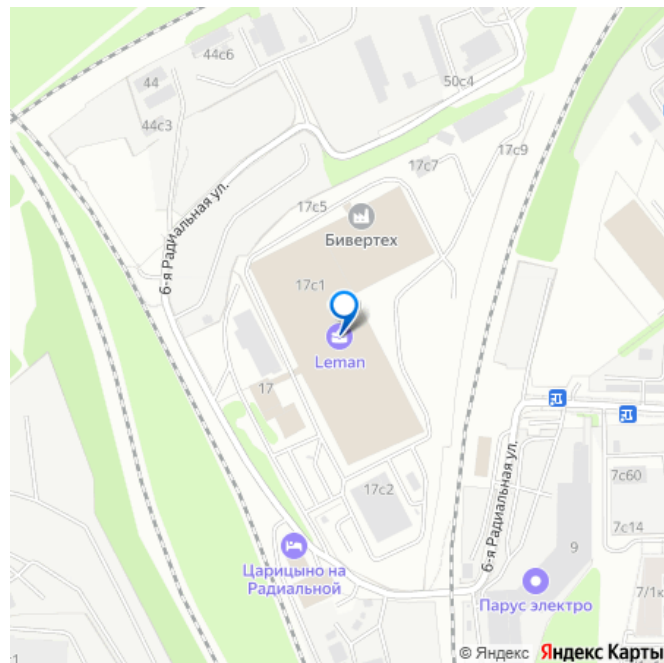 44с6
44
50с4
44с3
17с9
17с7
6-я Радиальная ул.
17с5
Бивертех
17с1
Leman
17
6-я Радиальная ул.
17с2
7с60
7с14
9
Царицыно на
Радиальной
Парус электро
7/1к
с1
© Яндекс Яндекс Карты